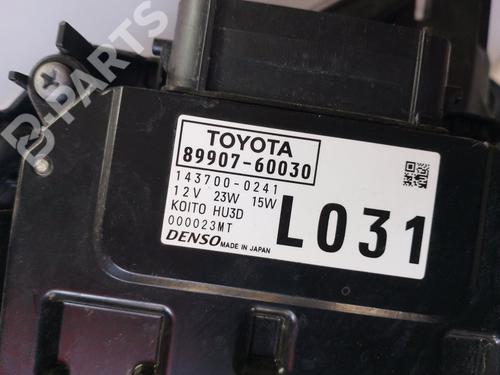 B-PARTS
TOYOTA
89907-60030
143700-0241
12V 23W 15W
KOITO HU3D
000023MT
DENSO MADE IN JAPAN
L031